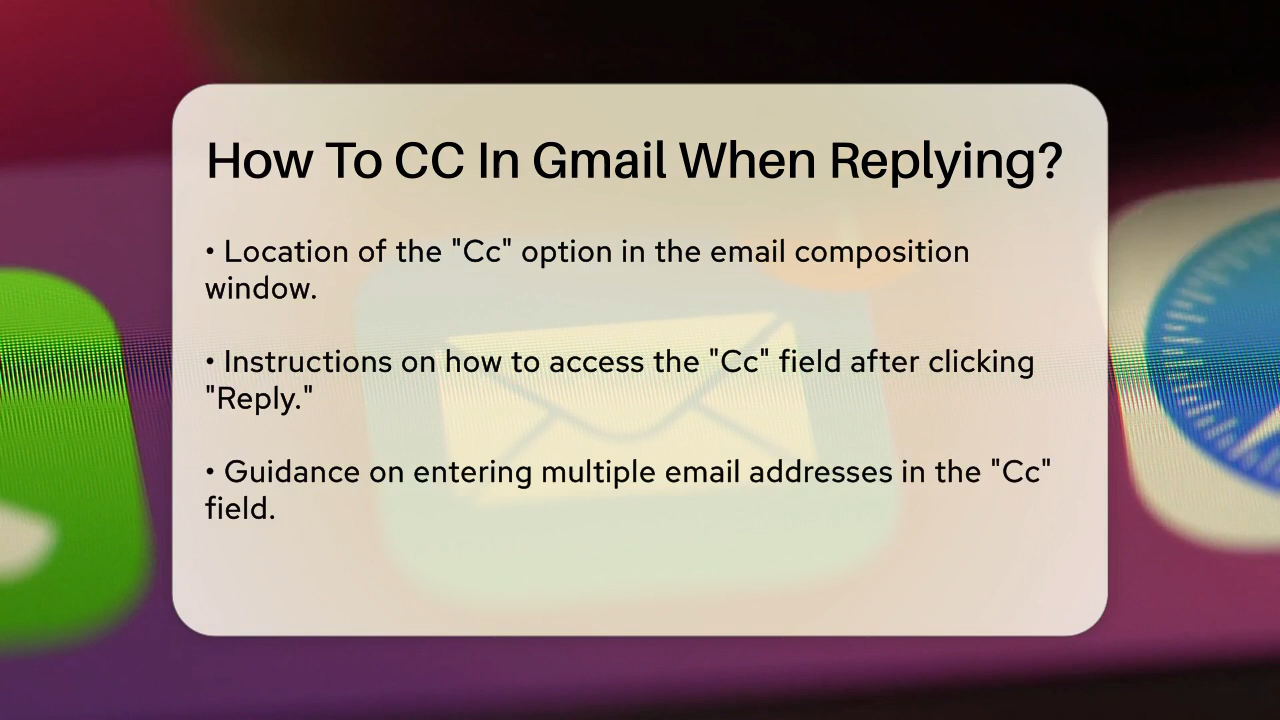 How To CC In Gmail When Replying?
• Location of the "Cc" option in the email composition
window.
• Instructions on how to access the "Cc" field after clicking
"Reply."
• Guidance on entering multiple email addresses in the "Cc"
field.